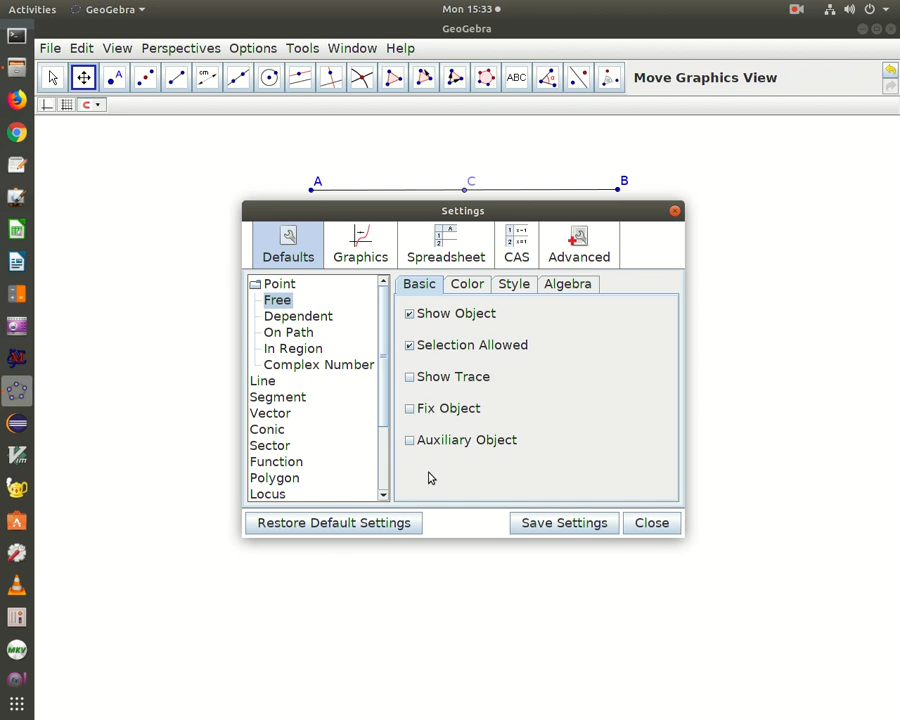 Activities GeoGebra Mon 15:33
GeoGebra
File Edit View Perspectives Options Tools Window Help
A cm ABC α Move Graphics View
A C B
Settings
Defaults Graphics Spreadsheet CAS Advanced
Point
Free
Dependent
On Path
In Region
Complex Number
Line
Segment
Vector
Conic
Sector
Function
Polygon
Locus
Basic Color Style Algebra
Show Object
Selection Allowed
Show Trace
Fix Object
Auxiliary Object
Restore Default Settings Save Settings Close
MKV